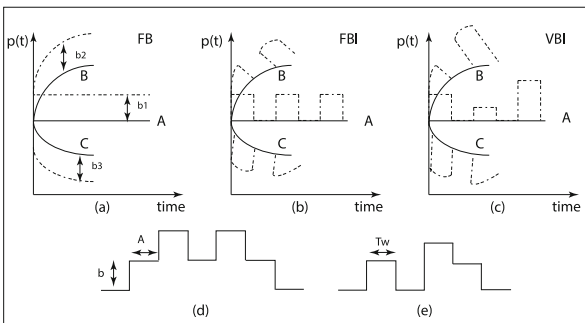 p(t) FB
b2
B
b1
A
C
b3
time
(a)
p(t) FBI
B
A
C
time
(b)
p(t) VBI
B
A
C
time
(c)
A
b
(d)
Tw
(e)